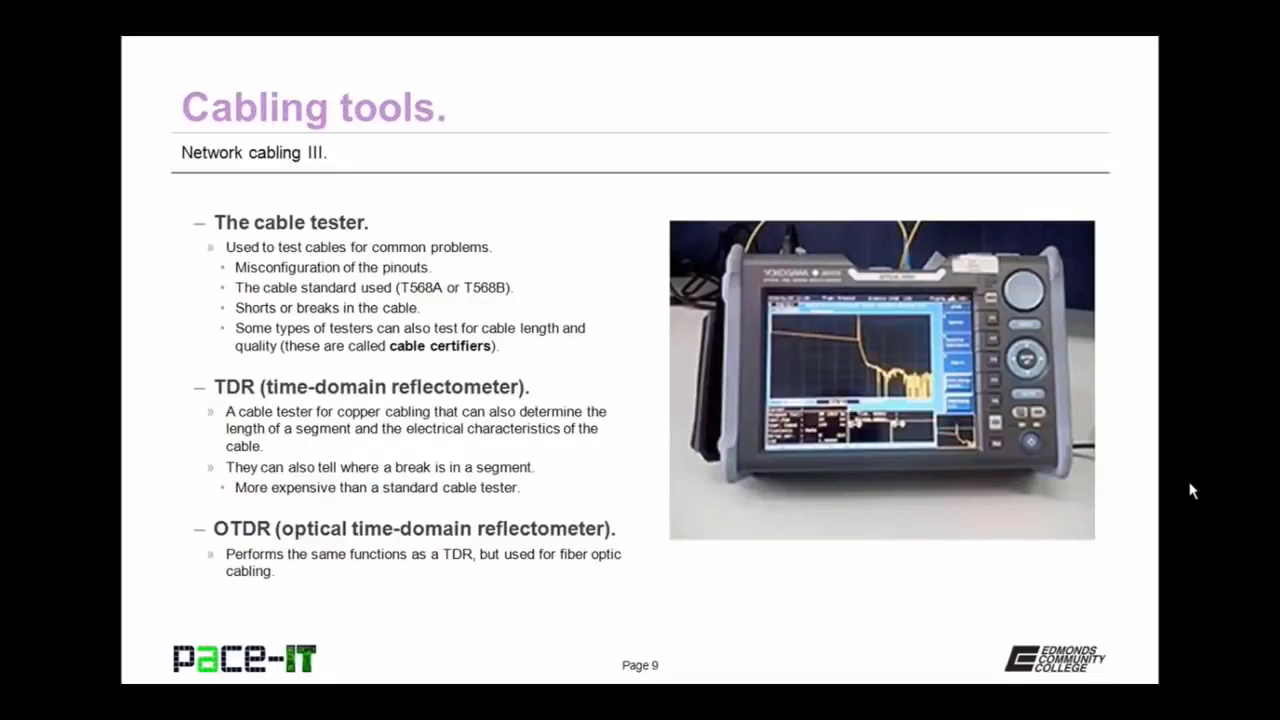 Cabling tools.
Network cabling III.
– The cable tester.
» Used to test cables for common problems.
• Misconfiguration of the pinouts.
• The cable standard used (T568A or T568B).
• Shorts or breaks in the cable.
• Some types of testers can also test for cable length and
quality (these are called cable certifiers).
– TDR (time-domain reflectometer).
» A cable tester for copper cabling that can also determine the
length of a segment and the electrical characteristics of the
cable.
» They can also tell where a break is in a segment.
• More expensive than a standard cable tester.
– OTDR (optical time-domain reflectometer).
» Performs the same functions as a TDR, but used for fiber optic
cabling.
YOKOGAWA
pace-IT
Page 9
EDMONDS
COMMUNITY
COLLEGE